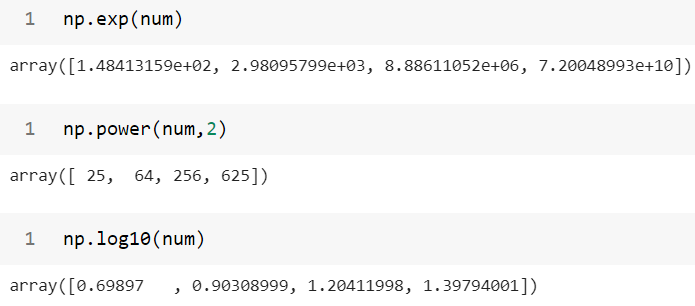 1 np.exp(num)
array([1.48413159e+02, 2.98095799e+03, 8.88611052e+06, 7.20048993e+10])
1 np.power(num,2)
array([ 25,  64, 256, 625])
1 np.log10(num)
array([0.69897   , 0.90308999, 1.20411998, 1.39794001])